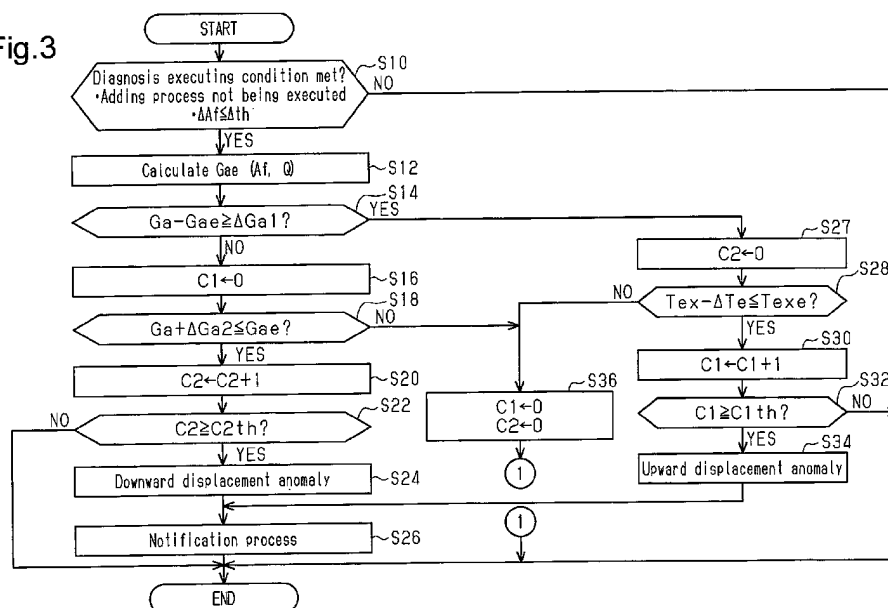 Fig.3
START
Diagnosis executing condition met?
•Adding process not being executed
•ΔAf≦Δth
S10
NO
YES
Calculate Gae (Af, Q)
S12
Ga−Gae≧ΔGa1?
S14
YES
NO
C1←0
S16
Ga+ΔGa2≦Gae?
S18
NO
YES
C2←C2+1
S20
C2≧C2th?
S22
NO
YES
Downward displacement anomaly
S24
Notification process
S26
END
C2←0
S27
Tex−ΔTe≦Texe?
S28
NO
YES
C1←C1+1
S30
C1≧C1th?
S32
NO
YES
Upward displacement anomaly
S34
C1←0
C2←0
S36
1
1